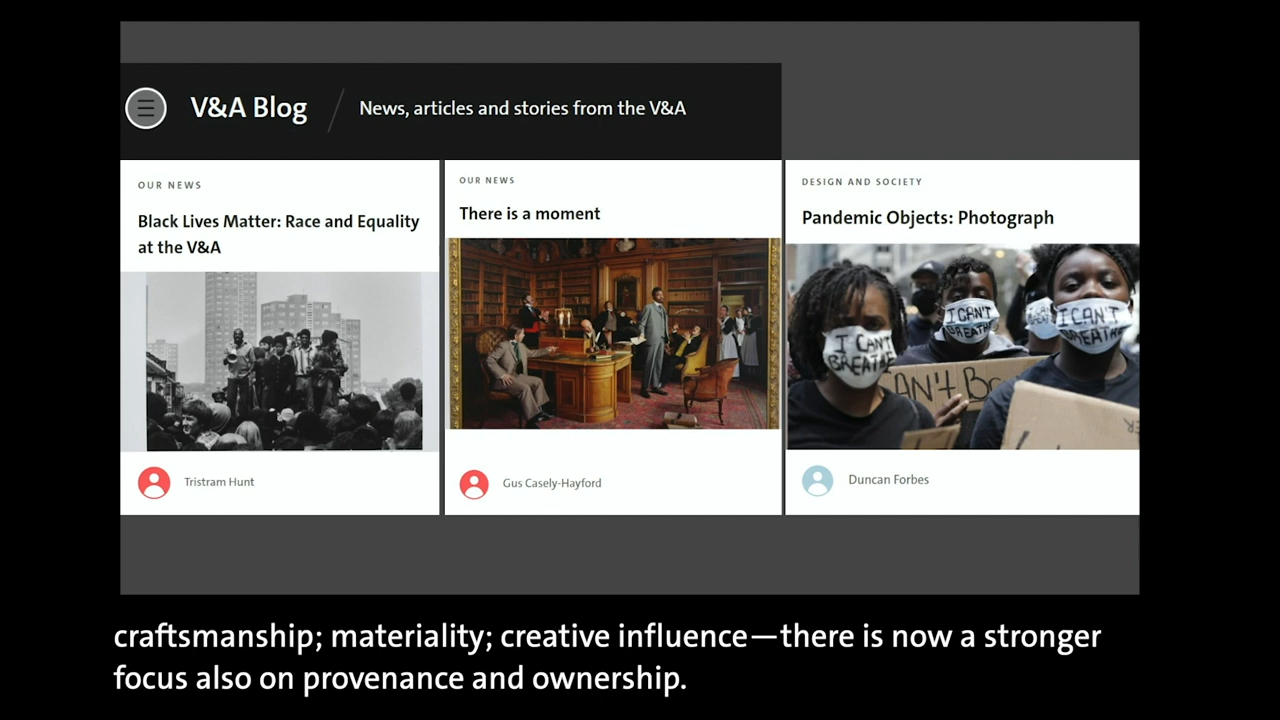 V&A Blog
News, articles and stories from the V&A
OUR NEWS
Black Lives Matter: Race and Equality
at the V&A
Tristram Hunt
OUR NEWS
There is a moment
Gus Casely-Hayford
DESIGN AND SOCIETY
Pandemic Objects: Photograph
I CAN'T
BREATHE
I CAN'T
BREATHE
I CAN'T
BREATHE
Duncan Forbes
craftsmanship; materiality; creative influence—there is now a stronger
focus also on provenance and ownership.